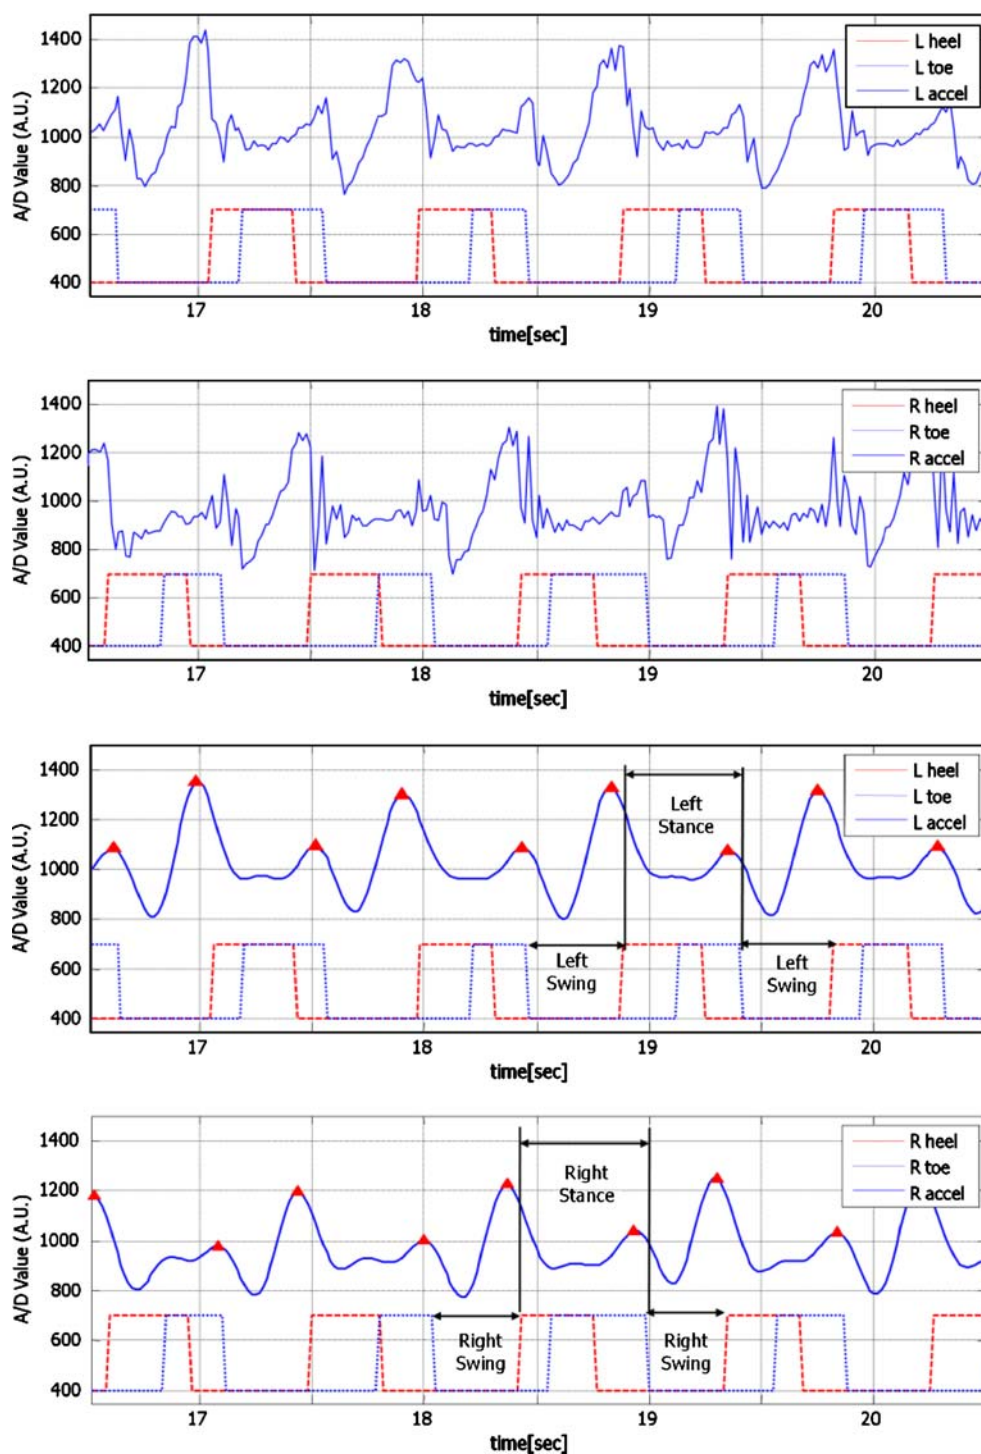 1400
1200
1000
800
600
400
A/D Value (A.U.)
L heel
L toe
L accel
17
18
19
20
time[sec]
1400
1200
1000
800
600
400
A/D Value (A.U.)
R heel
R toe
R accel
17
18
19
20
time[sec]
1400
1200
1000
800
600
400
A/D Value (A.U.)
L heel
L toe
L accel
Left
Stance
Left
Swing
Left
Swing
17
18
19
20
time[sec]
1400
1200
1000
800
600
400
A/D Value (A.U.)
R heel
R toe
R accel
Right
Stance
Right
Swing
Right
Swing
17
18
19
20
time[sec]